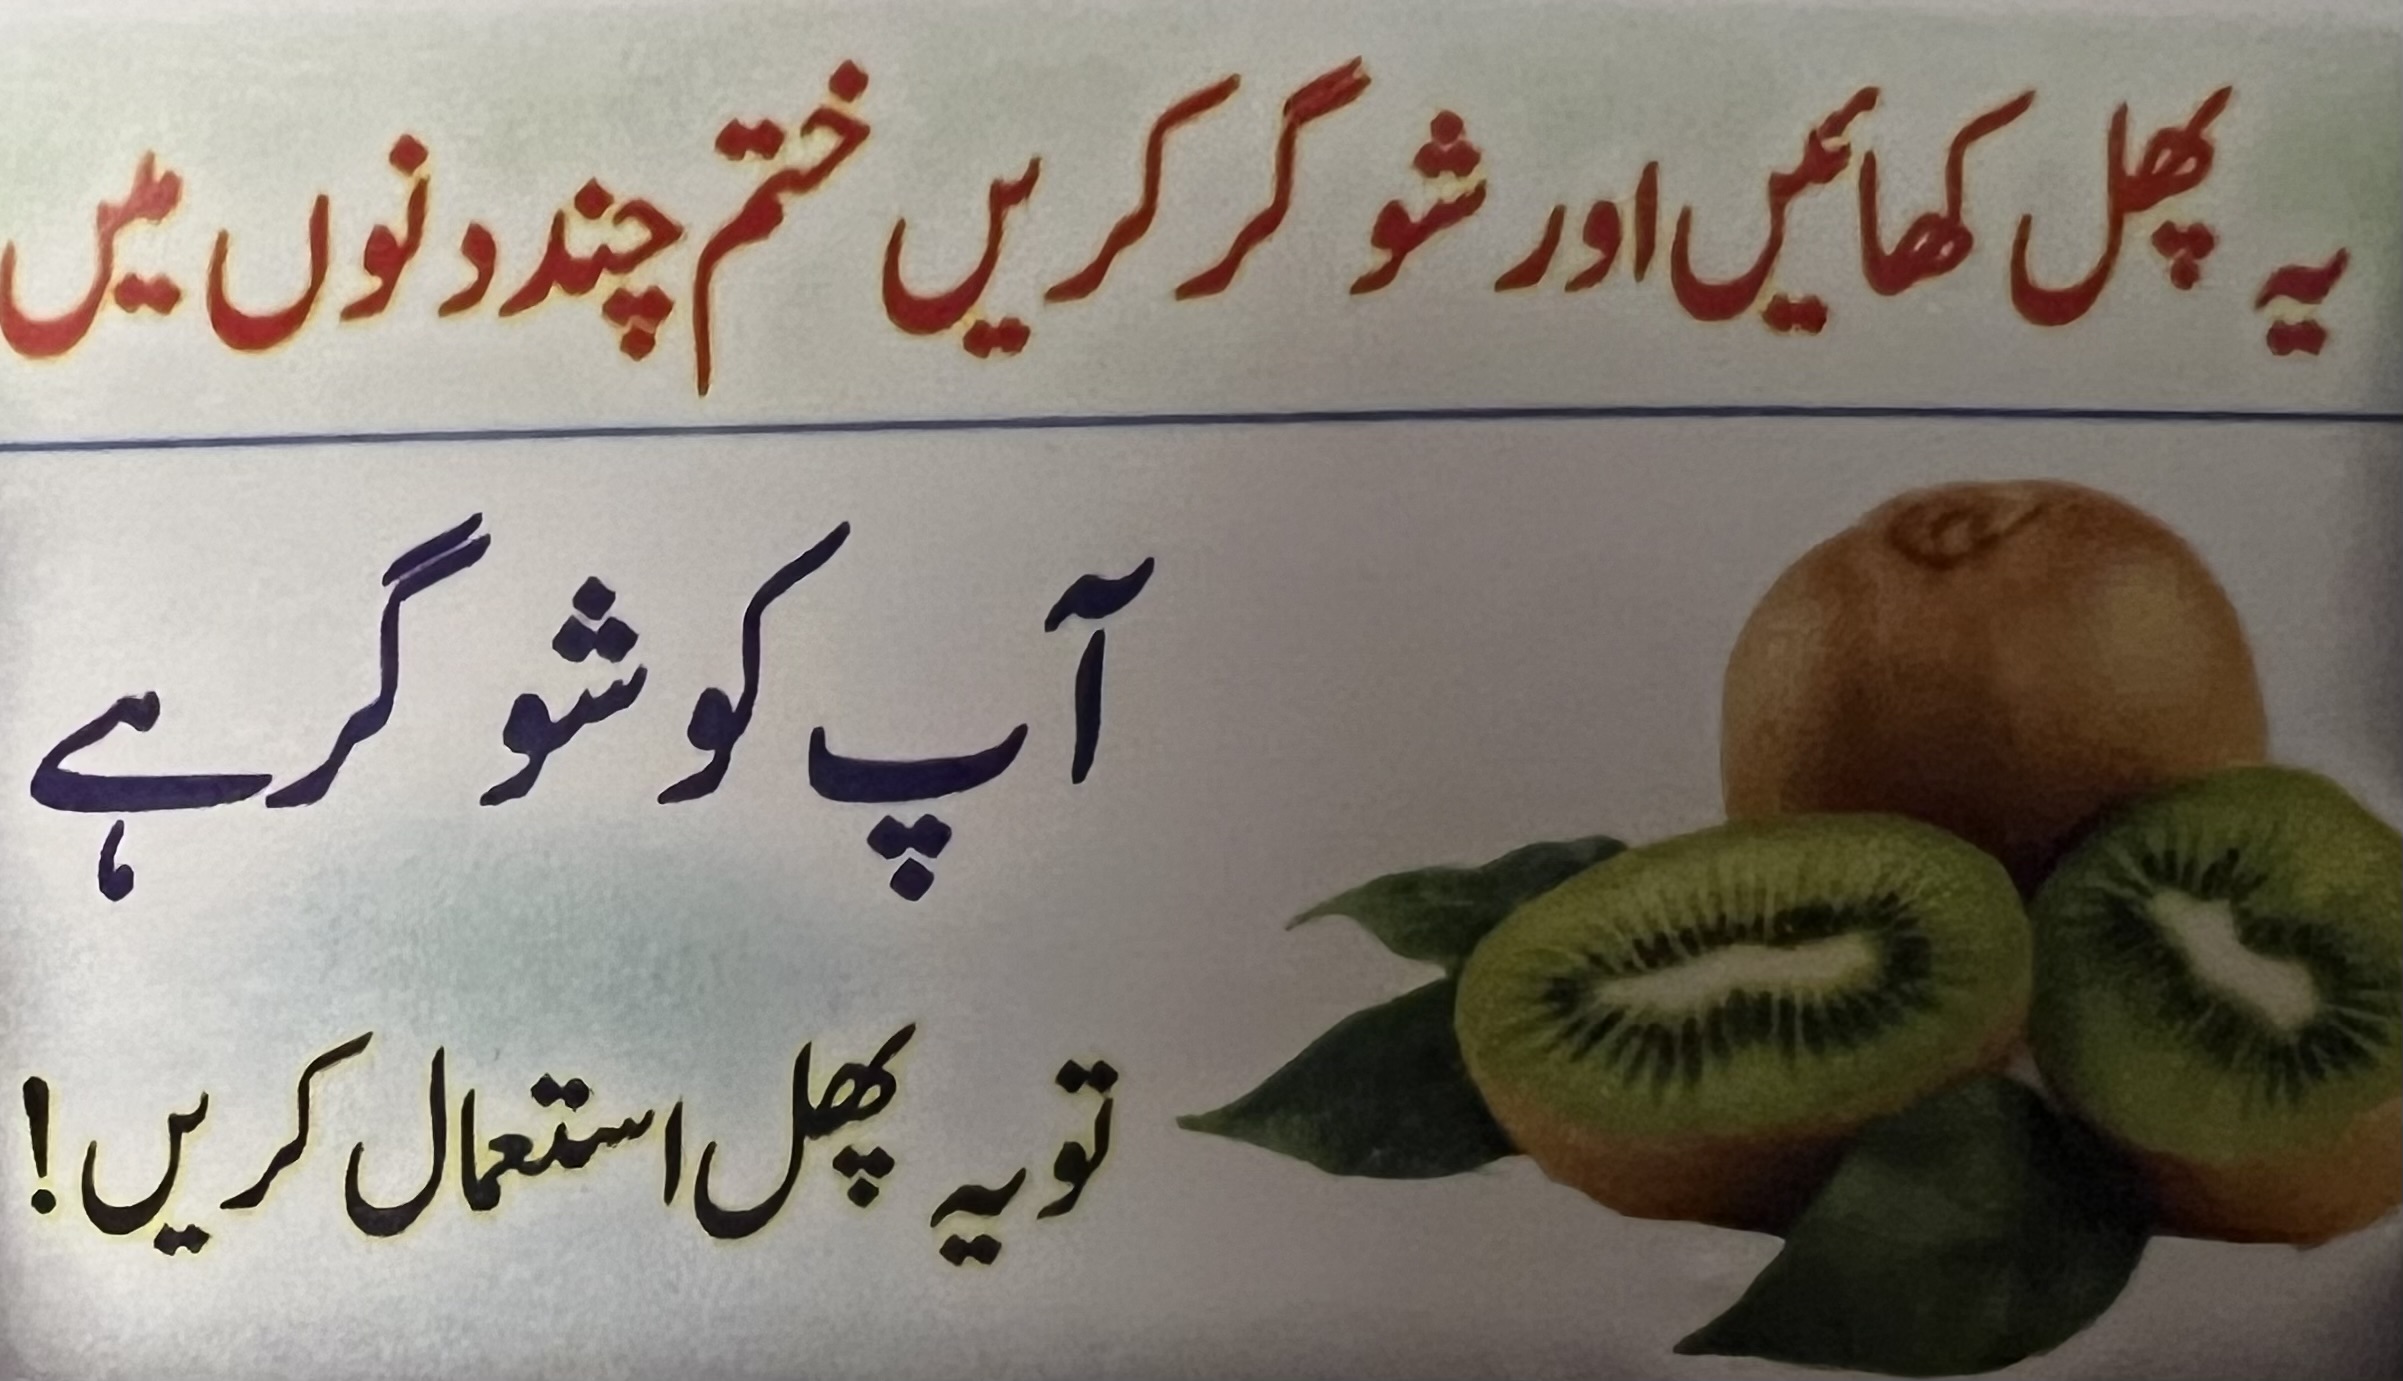 یہ پھل کھائیں اور شوگر کریں ختم چند دنوں میں
آپ کو شوگر ہے
تو یہ پھل استعمال کریں!